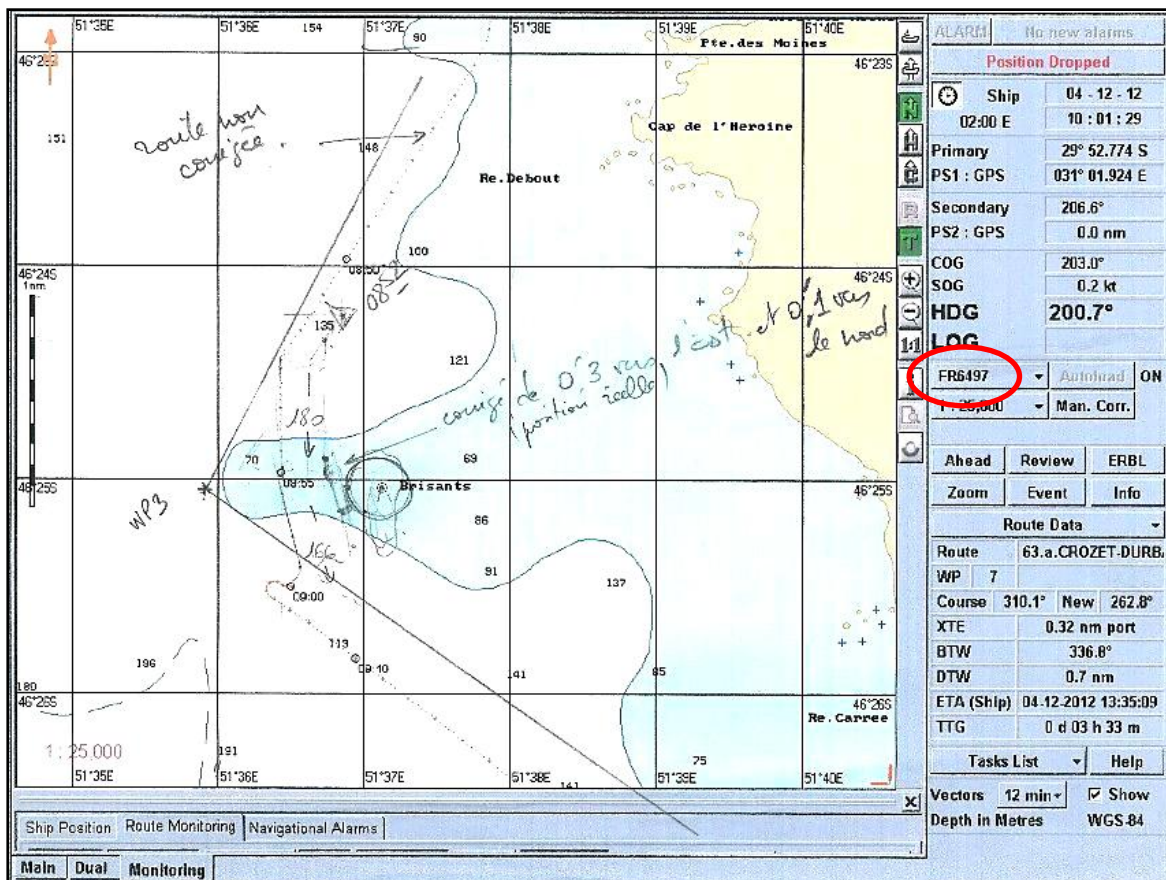 51°35E 154 51°37E 51°38E 51°39E 51°40E
90
Pte.des Moines
46°23S
151
route non
corrigée.
148
Cap de l'Heroine
Re.Debout
100
46°24S
1nm
08:50
0852
135
121
corrigé de 0'3 vers l'est et 0',1 vers
le nord
(position réelle)
180
70
69
08:55
Brisants
46°25S 46°25S
WP3
86
166
91
137
09:00
113
09:10
196
141
85
180
46°26S 46°26S
Re.Carree
1:25,000
191
75
51°35E 51°36E 51°37E 51°38E 51°39E 51°40E
141
Ship Position Route Monitoring Navigational Alarms
Main Dual Monitoring
1:1
ALARM No new alarms
Position Dropped
Ship 04 - 12 - 12
02:00 E 10 : 01 : 29
Primary 29° 52.774 S
PS1 : GPS 031° 01.924 E
Secondary 206.6°
PS2 : GPS 0.0 nm
COG 203.0°
SOG 0.2 kt
HDG 200.7°
LOG
FR6497 Autoload ON
1 : 25,000 Man. Corr.
Ahead Review ERBL
Zoom Event Info
Route Data
Route 63.a.CROZET-DURBA
WP 7
Course 310.1° New 262.8°
XTE 0.32 nm port
BTW 336.8°
DTW 0.7 nm
ETA (Ship) 04-12-2012 13:35:09
TTG 0 d 03 h 33 m
Tasks List Help
Vectors 12 min Show
Depth in Metres WGS-84